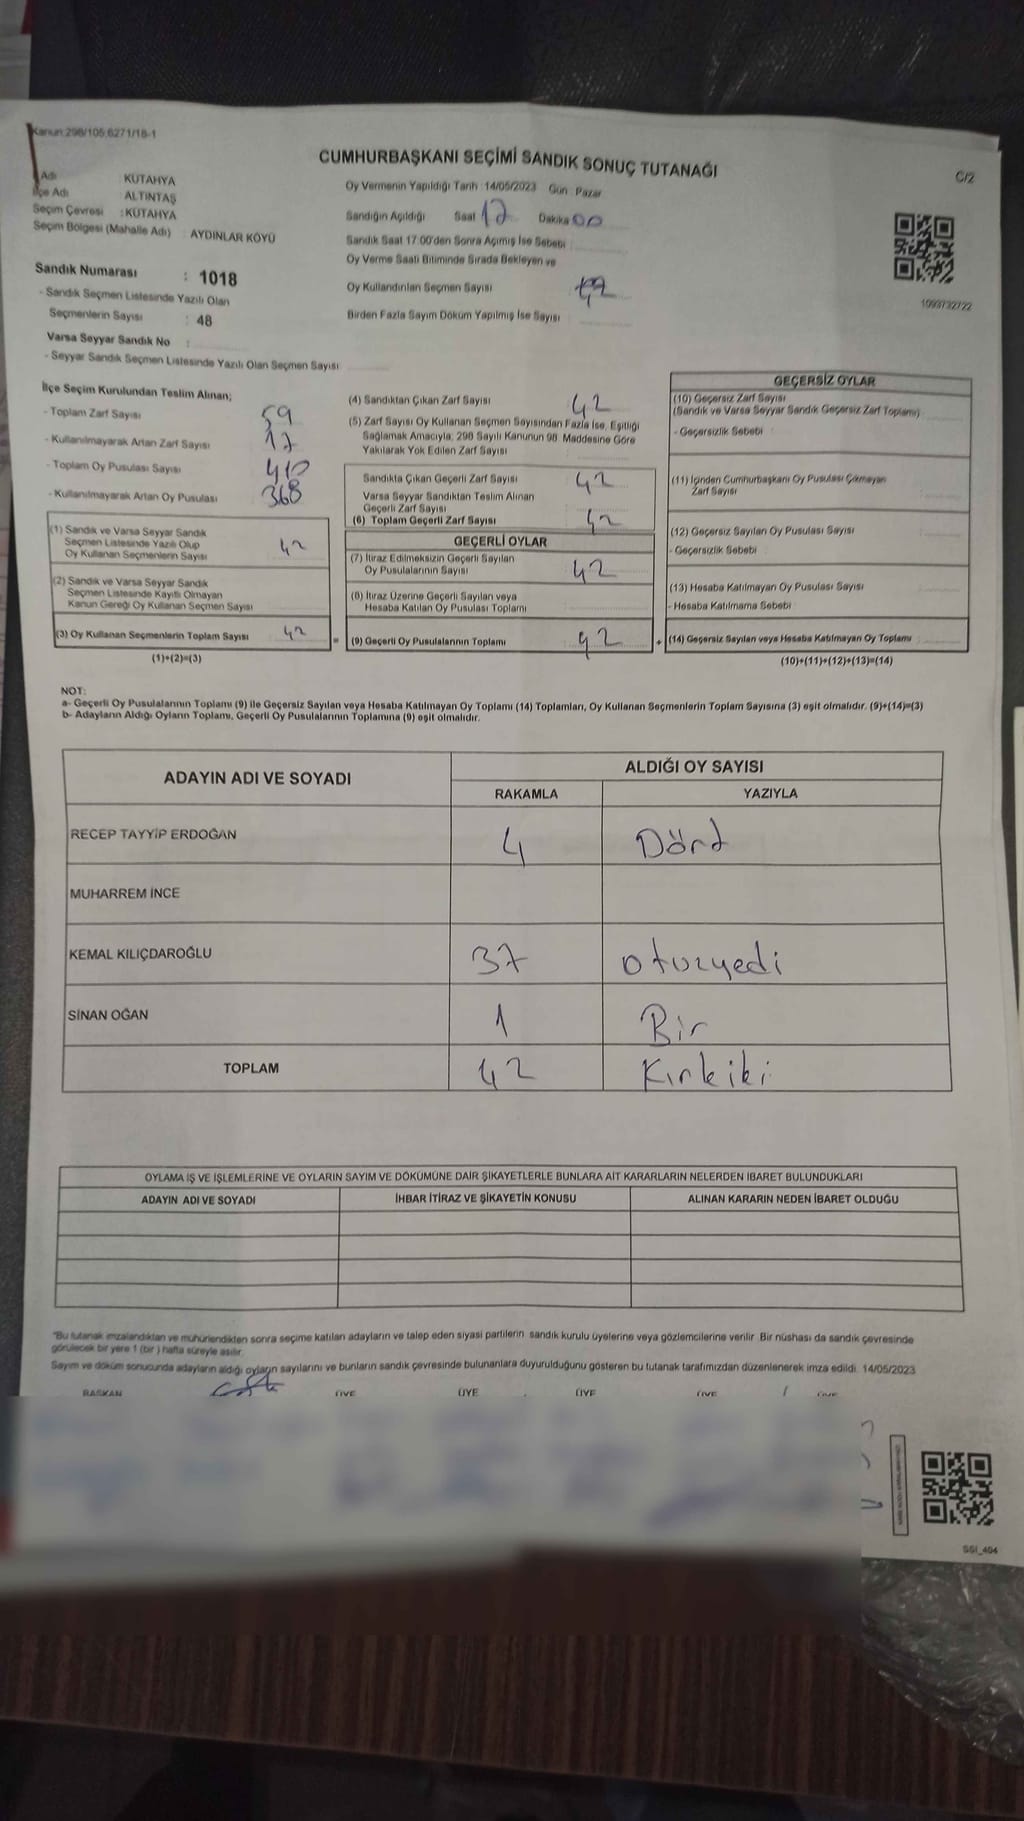 Kanun:298/105,6271/18-1
CUMHURBAŞKANI SEÇİMİ SANDIK SONUÇ TUTANAĞI
C/2
Adı : KÜTAHYA
İlçe Adı : ALTINTAŞ
Seçim Çevresi : KÜTAHYA
Seçim Bölgesi (Mahalle Adı) : AYDINLAR KÖYÜ
Oy Vermenin Yapıldığı Tarih :14/05/2023 Gün : Pazar
Sandığın Açıldığı Saat 17 Dakika 00
Sandık Saat 17:00'den Sonra Açılmış İse Sebebi :
Oy Verme Saati Bitiminde Sırada Bekleyen ve
Oy Kullandırılan Seçmen Sayısı
Birden Fazla Sayım Döküm Yapılmış İse Sayısı :
1093732722
Sandık Numarası : 1018
- Sandık Seçmen Listesinde Yazılı Olan
Seçmenlerin Sayısı : 48
Varsa Seyyar Sandık No :
- Seyyar Sandık Seçmen Listesinde Yazılı Olan Seçmen Sayısı
İlçe Seçim Kurulundan Teslim Alınan;
- Toplam Zarf Sayısı 59
- Kullanılmayarak Artan Zarf Sayısı 17
- Toplam Oy Pusulası Sayısı 410
- Kullanılmayarak Artan Oy Pusulası 368
(1) Sandık ve Varsa Seyyar Sandık
Seçmen Listesinde Yazılı Olup
Oy Kullanan Seçmenlerin Sayısı 42
(2) Sandık ve Varsa Seyyar Sandık
Seçmen Listesinde Kayıtlı Olmayan
Kanun Gereği Oy Kullanan Seçmen Sayısı
(3) Oy Kullanan Seçmenlerin Toplam Sayısı 42
(1)+(2)=(3)
(4) Sandıktan Çıkan Zarf Sayısı 42
(5) Zarf Sayısı Oy Kullanan Seçmen Sayısından Fazla İse, Eşitliği
Sağlamak Amacıyla, 298 Sayılı Kanunun 98. Maddesine Göre
Yakılarak Yok Edilen Zarf Sayısı
Sandıkta Çıkan Geçerli Zarf Sayısı 42
Varsa Seyyar Sandıktan Teslim Alınan
Geçerli Zarf Sayısı
(6) Toplam Geçerli Zarf Sayısı 42
GEÇERLİ OYLAR
(7) İtiraz Edilmeksizin Geçerli Sayılan
Oy Pusulalarının Sayısı 42
(8) İtiraz Üzerine Geçerli Sayılan veya
Hesaba Katılan Oy Pusulası Toplamı
= (9) Geçerli Oy Pusulalarının Toplamı 42
GEÇERSİZ OYLAR
(10) Geçersiz Zarf Sayısı
(Sandık ve Varsa Seyyar Sandık Geçersiz Zarf Toplamı)
- Geçersizlik Sebebi :
(11) İçinden Cumhurbaşkanı Oy Pusulası Çıkmayan
Zarf Sayısı
(12) Geçersiz Sayılan Oy Pusulası Sayısı
- Geçersizlik Sebebi :
(13) Hesaba Katılmayan Oy Pusulası Sayısı
- Hesaba Katılmama Sebebi :
+ (14) Geçersiz Sayılan veya Hesaba Katılmayan Oy Toplamı
(10)+(11)+(12)+(13)=(14)
NOT:
a- Geçerli Oy Pusulalarının Toplamı (9) ile Geçersiz Sayılan veya Hesaba Katılmayan Oy Toplamı (14) Toplamları, Oy Kullanan Seçmenlerin Toplam Sayısına (3) eşit olmalıdır. (9)+(14)=(3)
b- Adayların Aldığı Oyların Toplamı, Geçerli Oy Pusulalarının Toplamına (9) eşit olmalıdır.
ADAYIN ADI VE SOYADI
ALDIĞI OY SAYISI
RAKAMLA YAZIYLA
RECEP TAYYİP ERDOĞAN 4 Dört
MUHARREM İNCE
KEMAL KILIÇDAROĞLU 37 otuzyedi
SİNAN OĞAN 1 Bir
TOPLAM 42 Kırkiki
OYLAMA İŞ VE İŞLEMLERİNE VE OYLARIN SAYIM VE DÖKÜMÜNE DAİR ŞİKAYETLERLE BUNLARA AİT KARARLARIN NELERDEN İBARET BULUNDUKLARI
ADAYIN ADI VE SOYADI İHBAR İTİRAZ VE ŞİKAYETİN KONUSU ALINAN KARARIN NEDEN İBARET OLDUĞU
*Bu tutanak imzalandıktan ve mühürlendikten sonra seçime katılan adayların ve talep eden siyasi partilerin sandık kurulu üyelerine veya gözlemcilerine verilir. Bir nüshası da sandık çevresinde
görülecek bir yere 1 (bir) hafta süreyle asılır.
Sayım ve döküm sonucunda adayların aldığı oyların sayılarını ve bunların sandık çevresinde bulunanlara duyurulduğunu gösteren bu tutanak tarafımızdan düzenlenerek imza edildi. 14/05/2023
BAŞKAN ÜYE ÜYE ÜYE ÜYE ÜYE
SSI_404